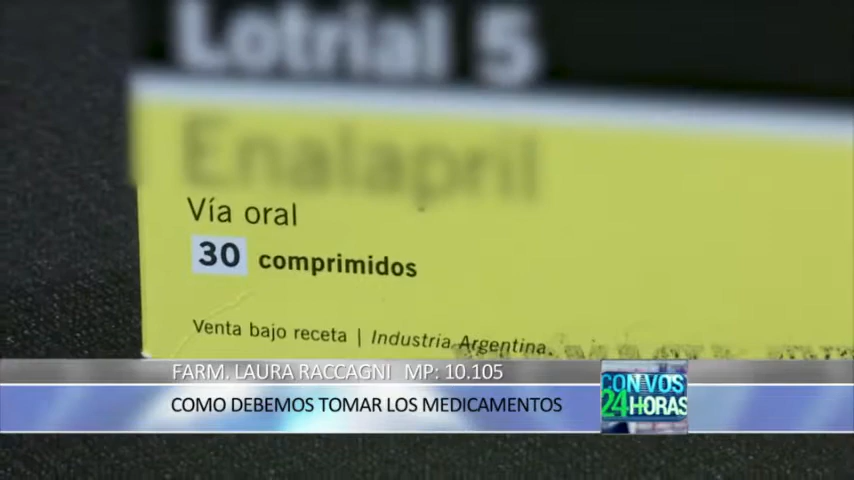 Lotrial 5
Enalapril
Vía oral
30 comprimidos
Venta bajo receta | Industria Argentina.
FARM. LAURA RACCAGNI MP: 10.105
COMO DEBEMOS TOMAR LOS MEDICAMENTOS
CON VOS
24 HORAS